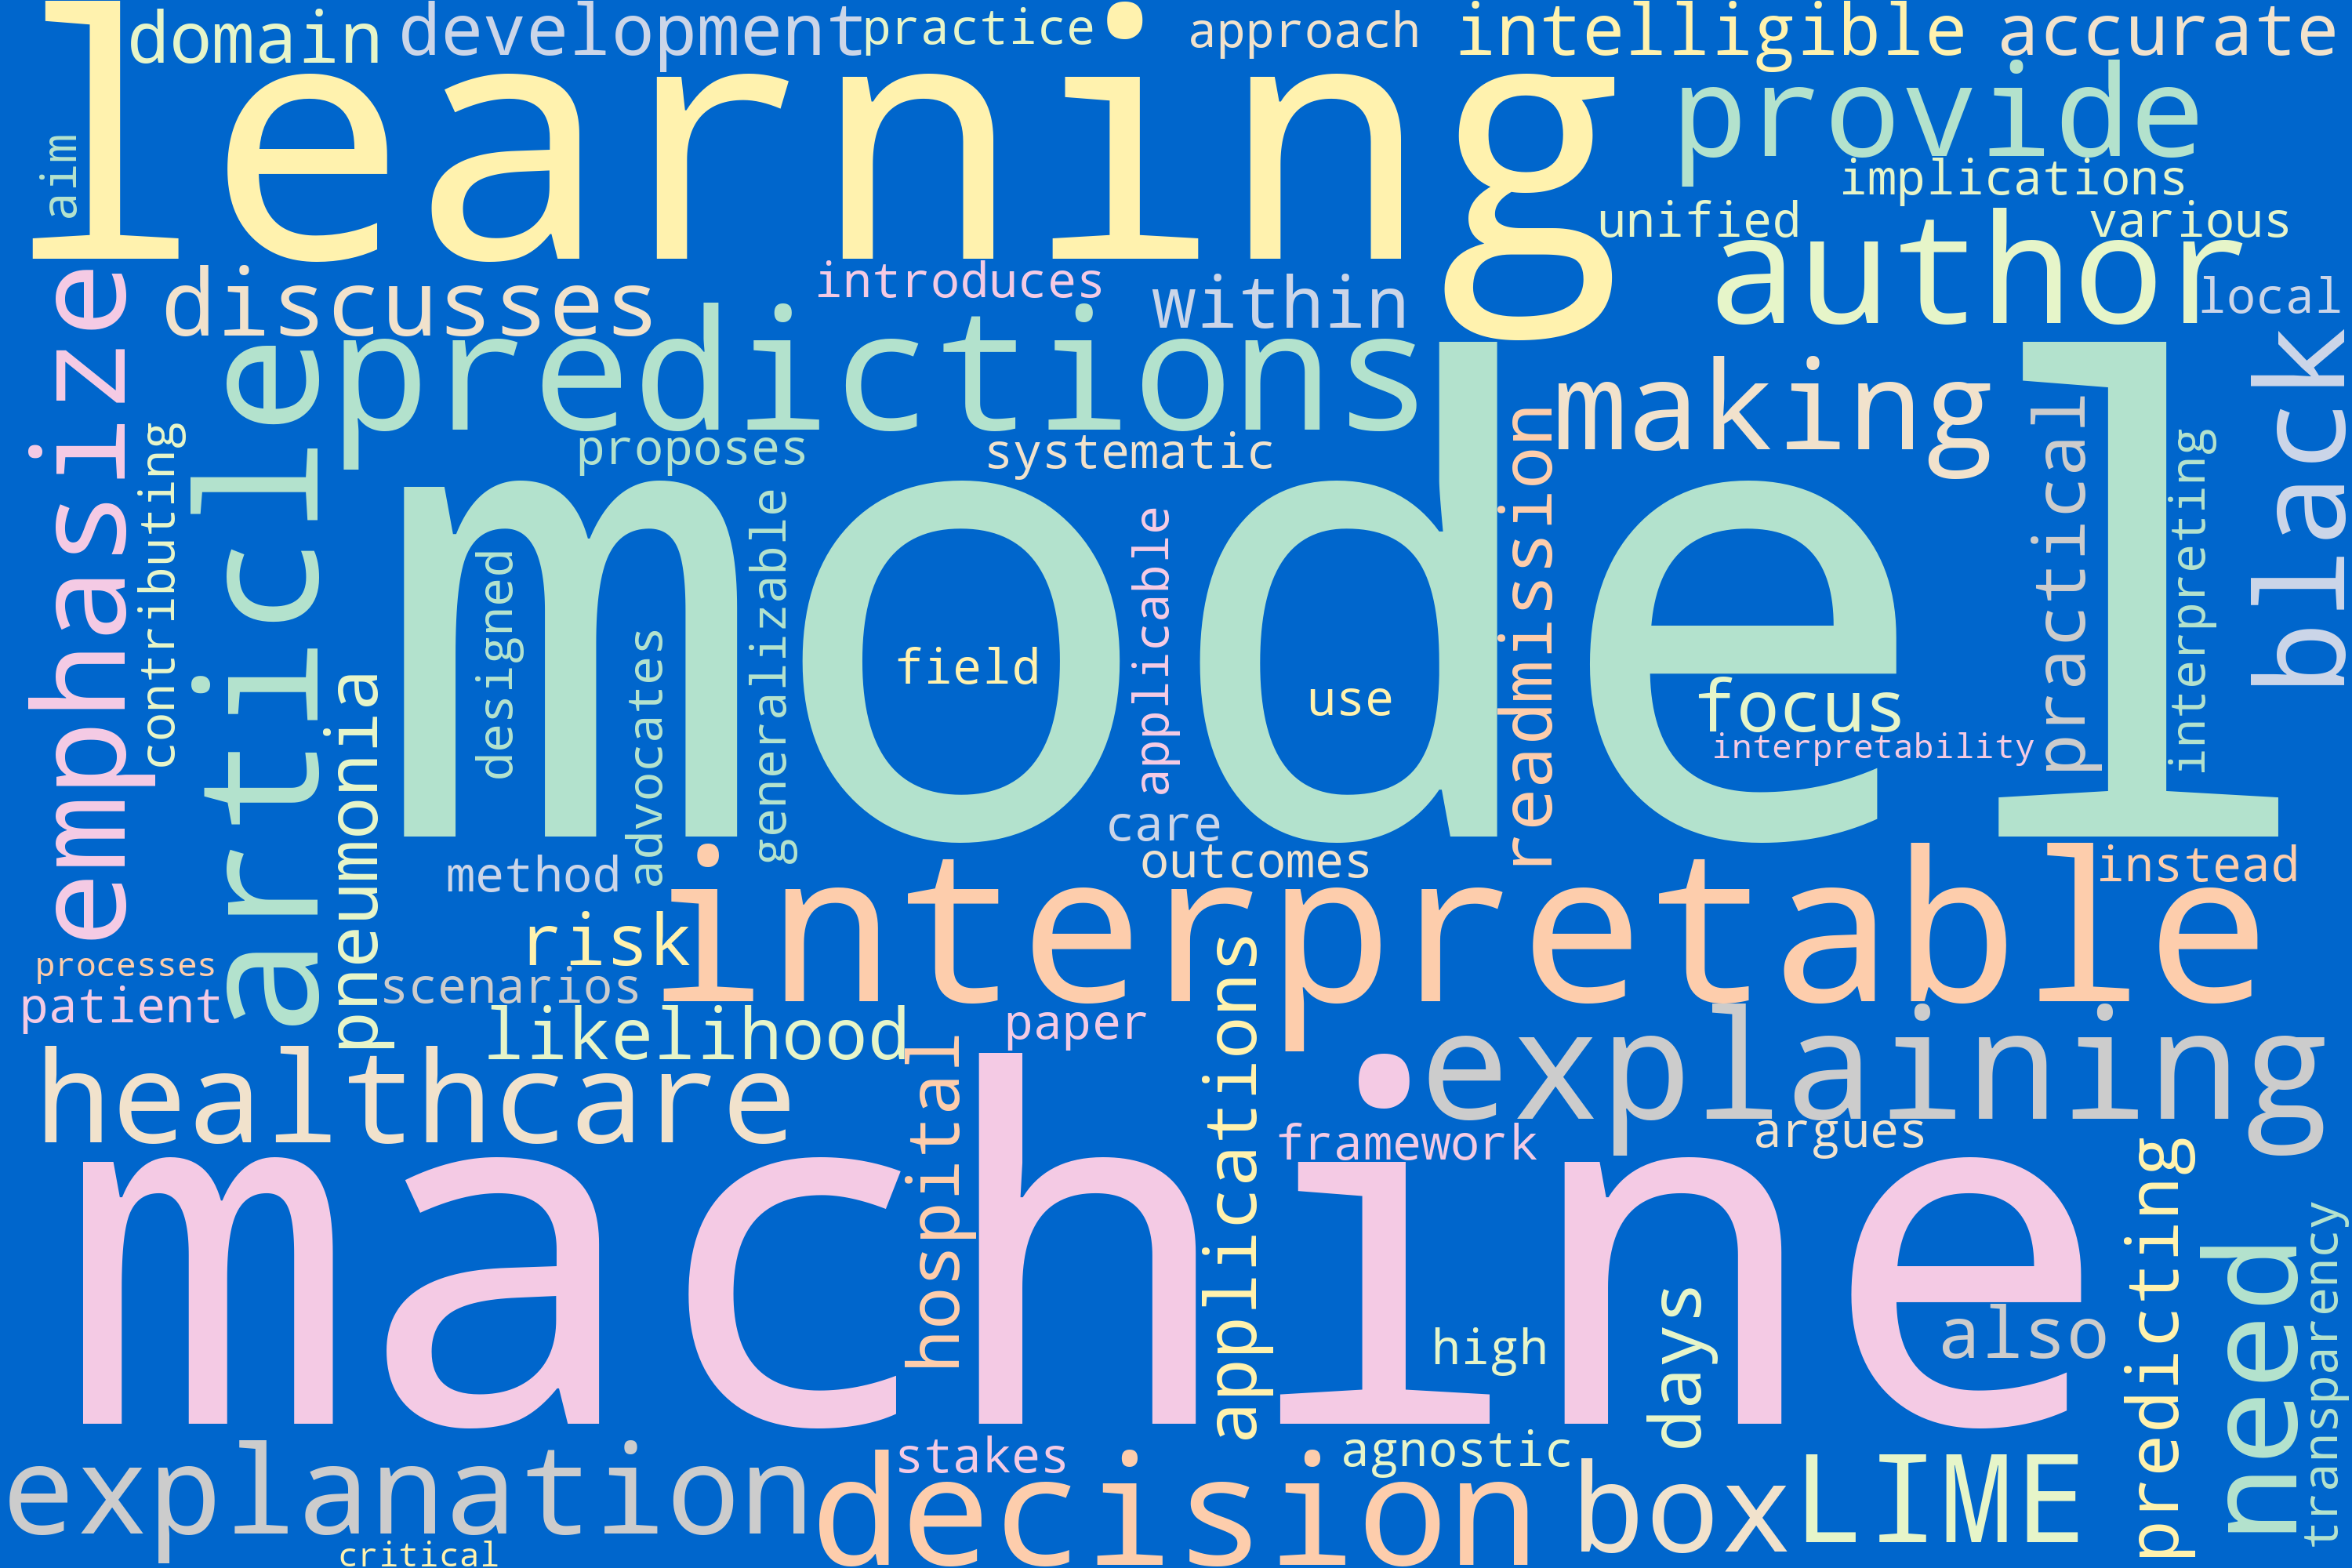 domain
development
practice
approach
intelligible
accurate
learning
provide
aim
implications
unified
various
author
emphasize
discusses
introduces
within
local
article
predictions
making
black
contributing
proposes
systematic
readmission
practical
interpreting
model
designed
generalizable
applicable
advocates
field
use
focus
interpretability
pneumonia
care
method
outcomes
instead
interpretable
risk
processes
scenarios
patient
applications
likelihood
paper
explaining
healthcare
hospital
framework
argues
machine
predicting
transparency
need
days
high
also
explanation
stakes
agnostic
decision
box
LIME
critical